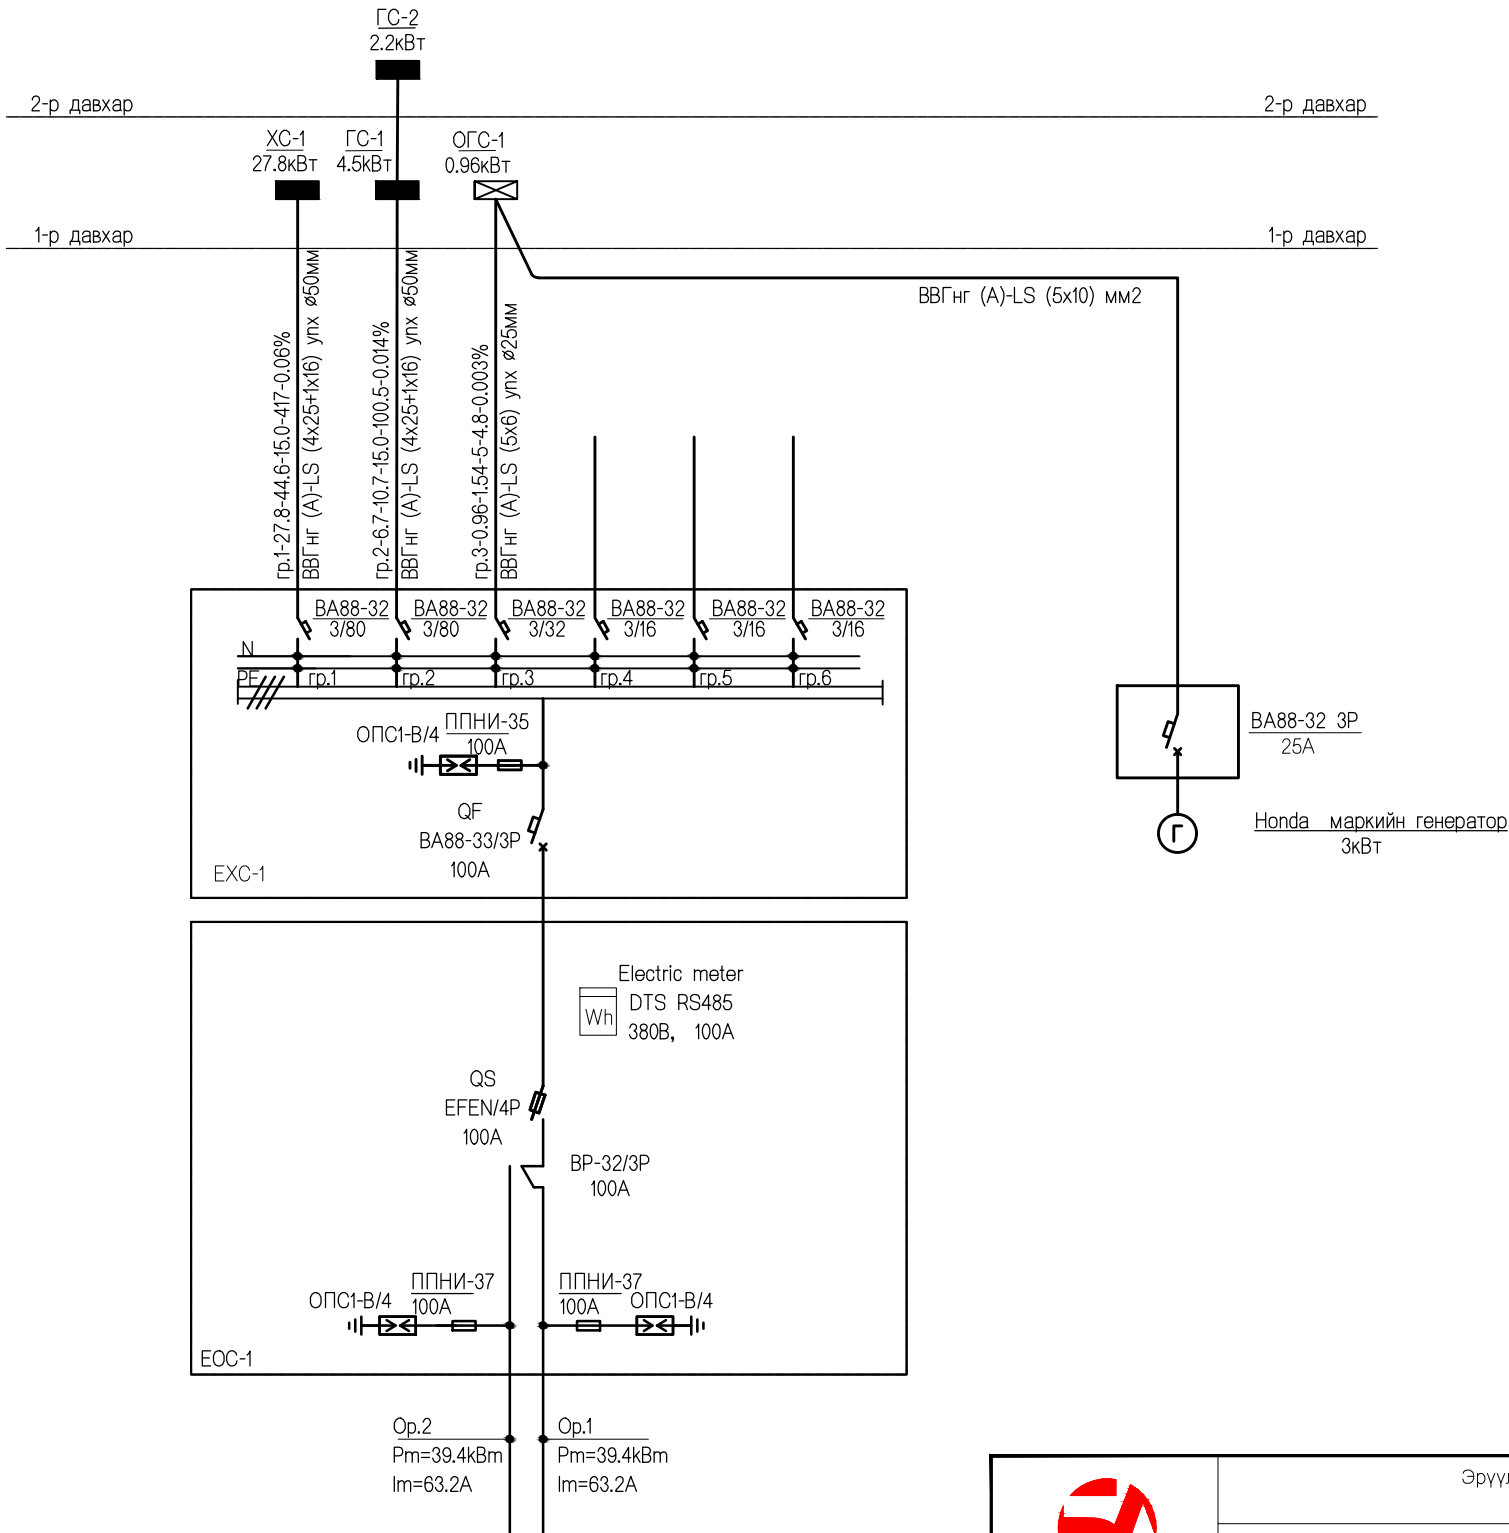 ГС-2
2.2кВт
2-р давхар
2-р давхар
ХС-1
27.8кВт
ГС-1
4.5кВт
ОГС-1
0.96кВт
1-р давхар
1-р давхар
гр.1-27.8-44.6-15.0-417-0.06%
ВВГнг (А)-LS (4x25+1x16) упх ø50мм
гр.2-6.7-10.7-15.0-100.5-0.014%
ВВГнг (А)-LS (4x25+1x16) упх ø50мм
гр.3-0.96-1.54-5-4.8-0.003%
ВВГнг (А)-LS (5x6) упх ø25мм
ВВГнг (А)-LS (5x10) мм2
ВА88-32
3/80
ВА88-32
3/80
ВА88-32
3/32
ВА88-32
3/16
ВА88-32
3/16
ВА88-32
3/16
N
PE
гр.1
гр.2
гр.3
гр.4
гр.5
гр.6
ОПС1-В/4
ППНИ-35
100А
QF
ВА88-33/3Р
100А
ЕХС-1
ВА88-32 3Р
25А
Г
Honda маркийн генератор
3кВт
Electric meter
DTS RS485
380В, 100А
Wh
QS
EFEN/4P
100А
ВР-32/3Р
100А
ОПС1-В/4
ППНИ-37
100А
ППНИ-37
100А
ОПС1-В/4
ЕОС-1
Ор.2
Pm=39.4kBm
Im=63.2A
Ор.1
Pm=39.4kBm
Im=63.2A